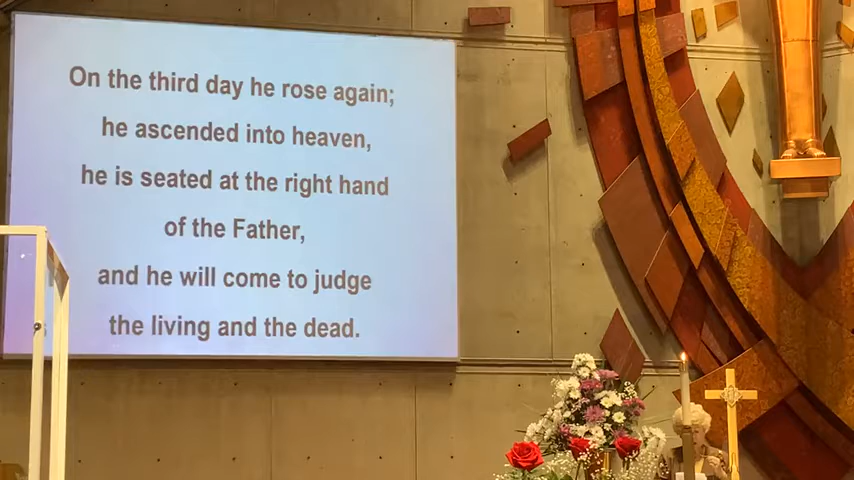 On the third day he rose again;
he ascended into heaven,
he is seated at the right hand
of the Father,
and he will come to judge
the living and the dead.